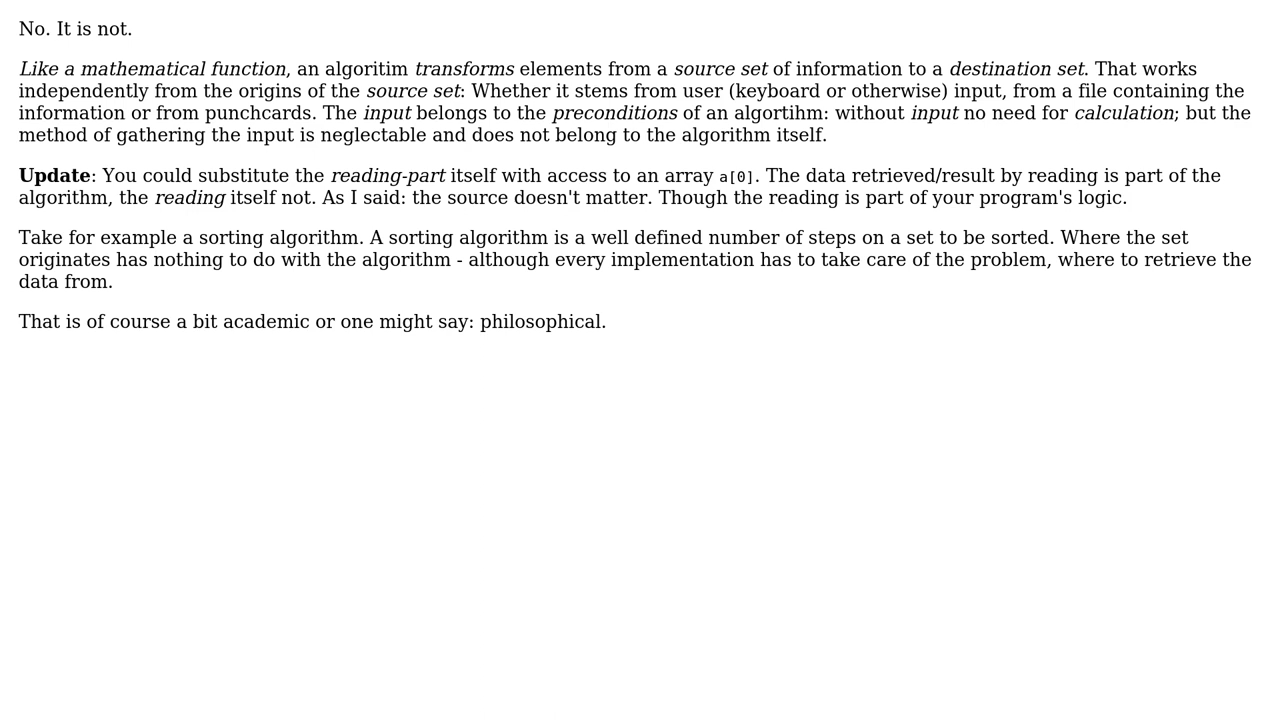 No. It is not.
Like a mathematical function, an algoritim transforms elements from a source set of information to a destination set. That works
independently from the origins of the source set: Whether it stems from user (keyboard or otherwise) input, from a file containing the
information or from punchcards. The input belongs to the preconditions of an algortihm: without input no need for calculation; but the
method of gathering the input is neglectable and does not belong to the algorithm itself.
Update: You could substitute the reading-part itself with access to an array a[0]. The data retrieved/result by reading is part of the
algorithm, the reading itself not. As I said: the source doesn't matter. Though the reading is part of your program's logic.
Take for example a sorting algorithm. A sorting algorithm is a well defined number of steps on a set to be sorted. Where the set
originates has nothing to do with the algorithm - although every implementation has to take care of the problem, where to retrieve the
data from.
That is of course a bit academic or one might say: philosophical.